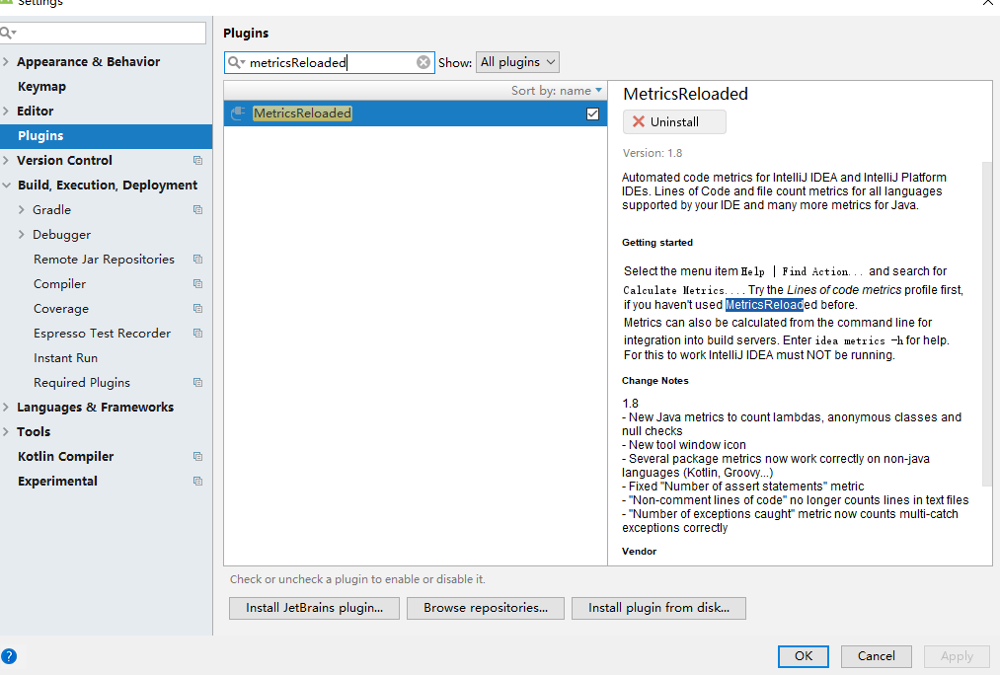 Settings
Appearance & Behavior
Keymap
Editor
Plugins
Version Control
Build, Execution, Deployment
Gradle
Debugger
Remote Jar Repositories
Compiler
Coverage
Espresso Test Recorder
Instant Run
Required Plugins
Languages & Frameworks
Tools
Kotlin Compiler
Experimental
Plugins
metricsReloaded Show: All plugins
Sort by: name
MetricsReloaded
MetricsReloaded
Uninstall
Version: 1.8
Automated code metrics for IntelliJ IDEA and IntelliJ Platform
IDEs. Lines of Code and file count metrics for all languages
supported by your IDE and many more metrics for Java.
Getting started
Select the menu item Help | Find Action... and search for
Calculate Metrics.... Try the Lines of code metrics profile first,
if you haven't used MetricsReloaded before.
Metrics can also be calculated from the command line for
integration into build servers. Enter idea metrics -h for help.
For this to work IntelliJ IDEA must NOT be running.
Change Notes
1.8
- New Java metrics to count lambdas, anonymous classes and
null checks
- New tool window icon
- Several package metrics now work correctly on non-java
languages (Kotlin, Groovy...)
- Fixed "Number of assert statements" metric
- "Non-comment lines of code" no longer counts lines in text files
- "Number of exceptions caught" metric now counts multi-catch
exceptions correctly
Vendor
Check or uncheck a plugin to enable or disable it.
Install JetBrains plugin... Browse repositories... Install plugin from disk...
? OK Cancel Apply